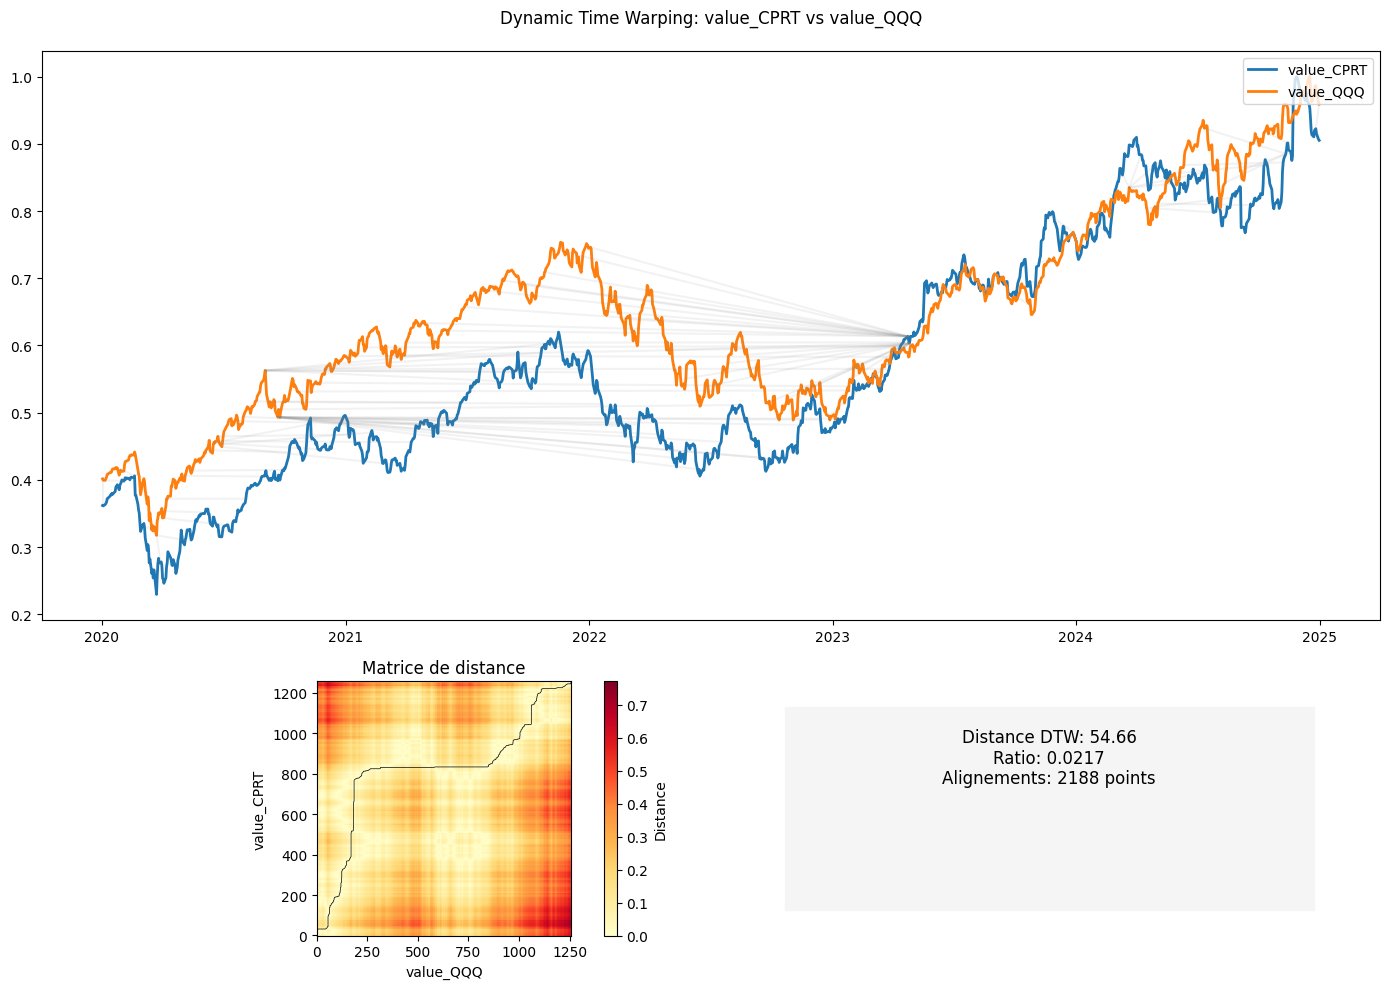 Dynamic Time Warping: value_CPRT vs value_QQQ
value_CPRT
value_QQQ
1.0
0.9
0.8
0.7
0.6
0.5
0.4
0.3
0.2
2020 2021 2022 2023 2024 2025
Matrice de distance
value_CPRT
1200
1000
800
600
400
200
0
0 250 500 750 1000 1250
value_QQQ
0.7
0.6
0.5
0.4
0.3
0.2
0.1
0.0
Distance
Distance DTW: 54.66
Ratio: 0.0217
Alignements: 2188 points